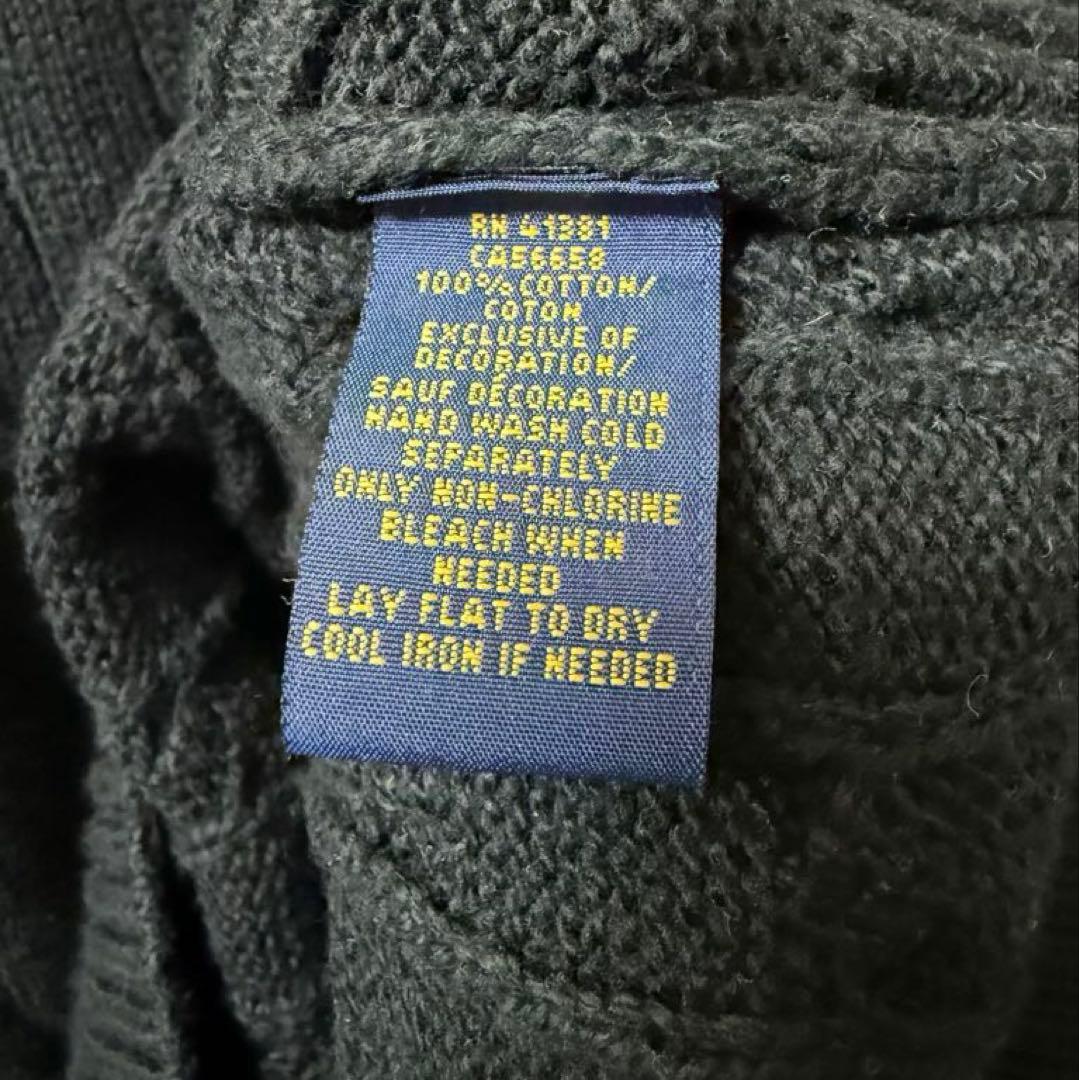 RN 41381
CA56658
100% COTTON/
COTON
EXCLUSIVE OF
DECORATION/
SAUF DÉCORATION
HAND WASH COLD
SEPARATELY
ONLY NON-CHLORINE
BLEACH WHEN
NEEDED
LAY FLAT TO DRY
COOL IRON IF NEEDED